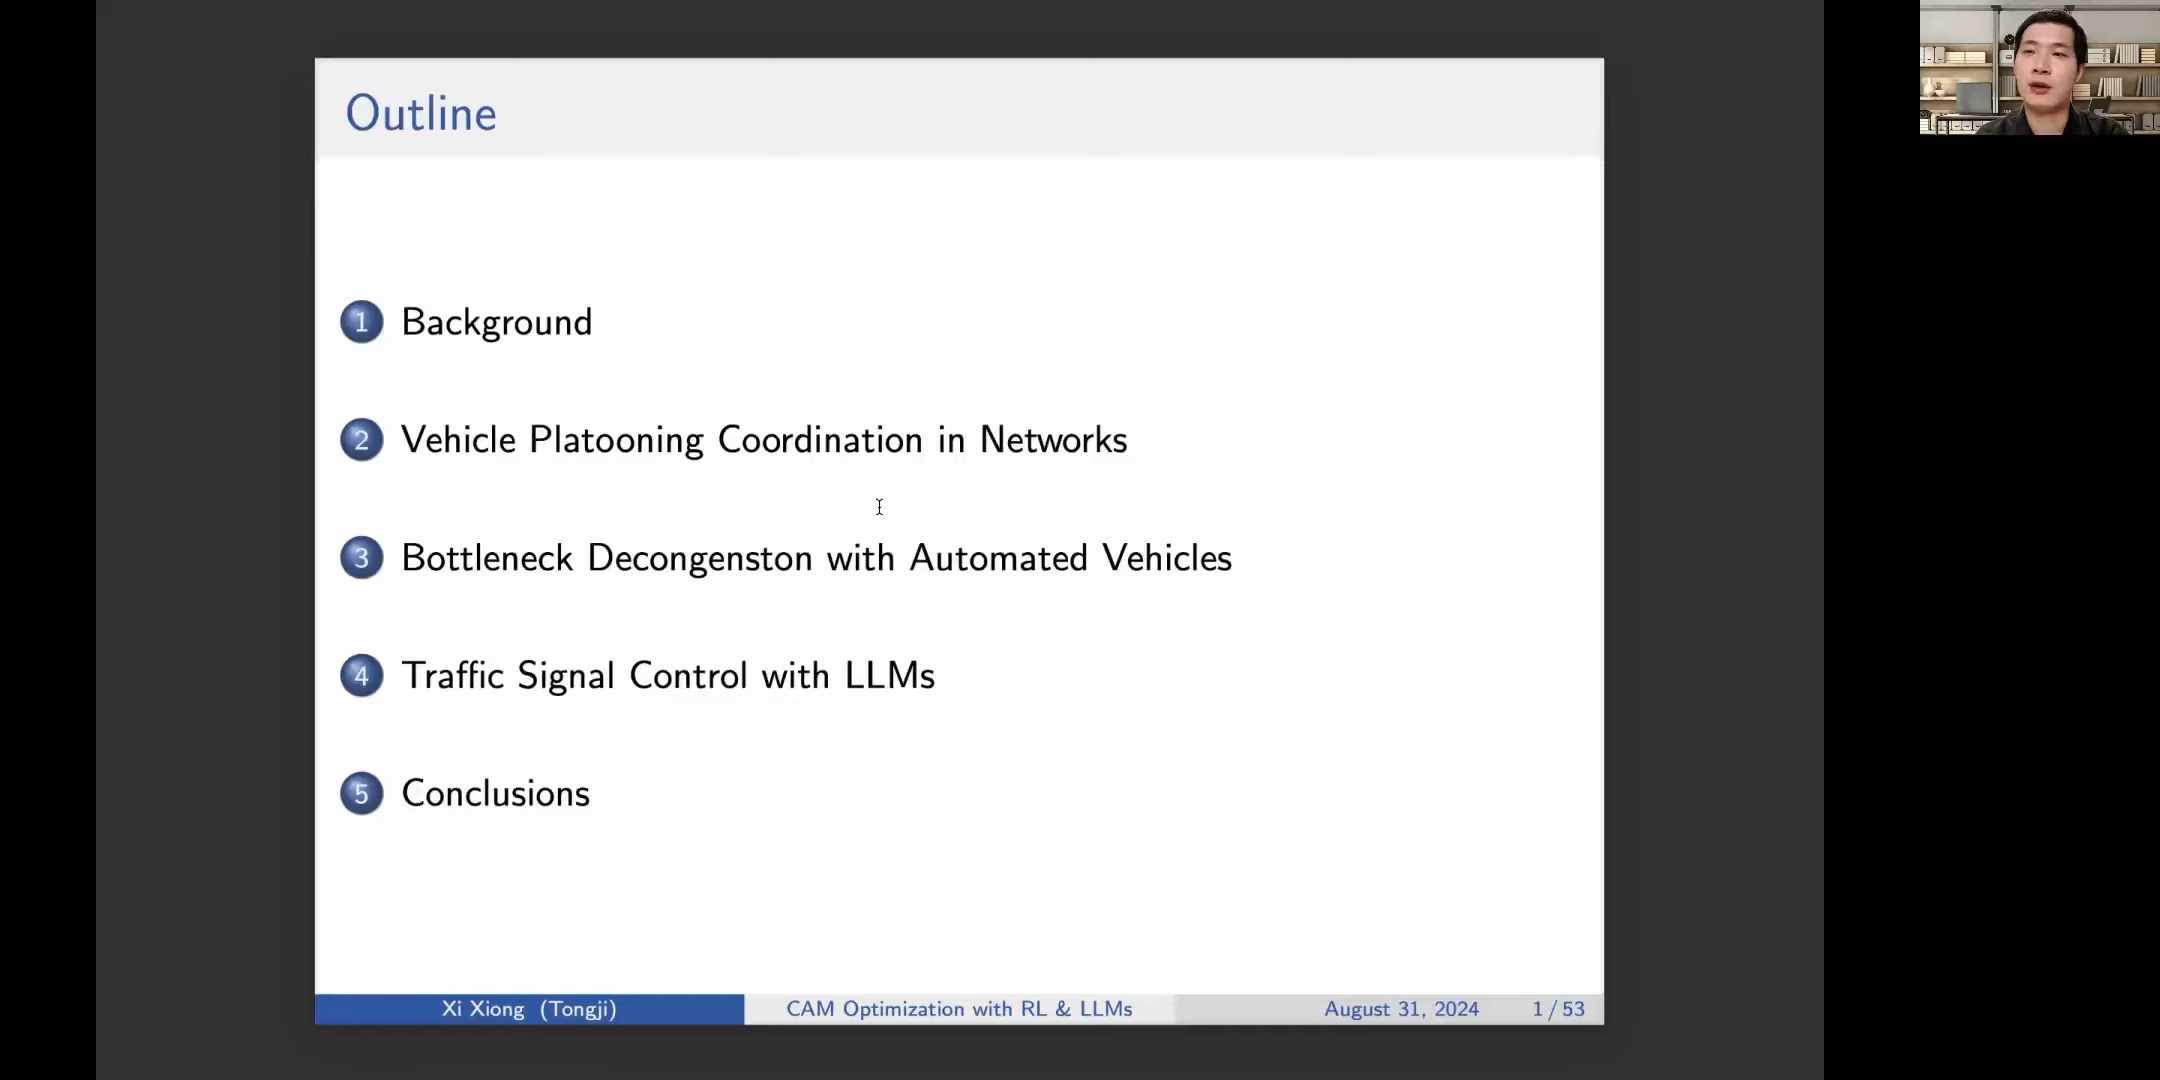 Outline
1 Background
2 Vehicle Platooning Coordination in Networks
3 Bottleneck Decongenston with Automated Vehicles
4 Traffic Signal Control with LLMs
5 Conclusions
Xi Xiong (Tongji) CAM Optimization with RL & LLMs August 31, 2024 1 / 53